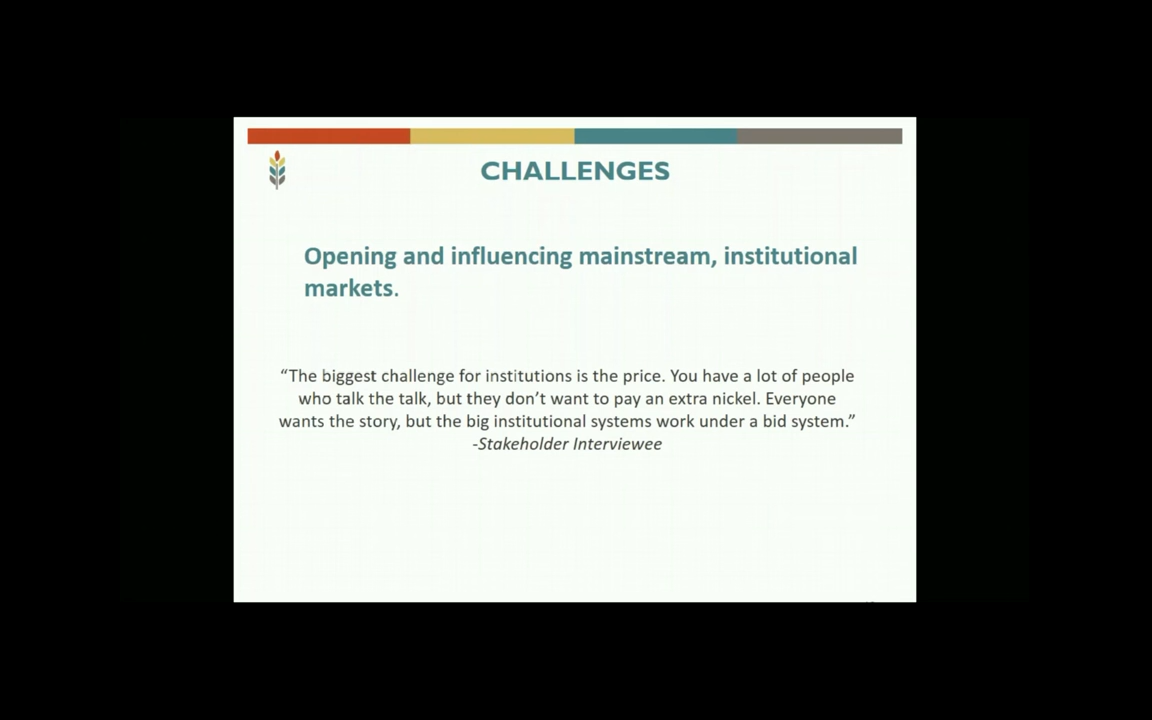 CHALLENGES
Opening and influencing mainstream, institutional
markets.
“The biggest challenge for institutions is the price. You have a lot of people
who talk the talk, but they don’t want to pay an extra nickel. Everyone
wants the story, but the big institutional systems work under a bid system.”
-Stakeholder Interviewee